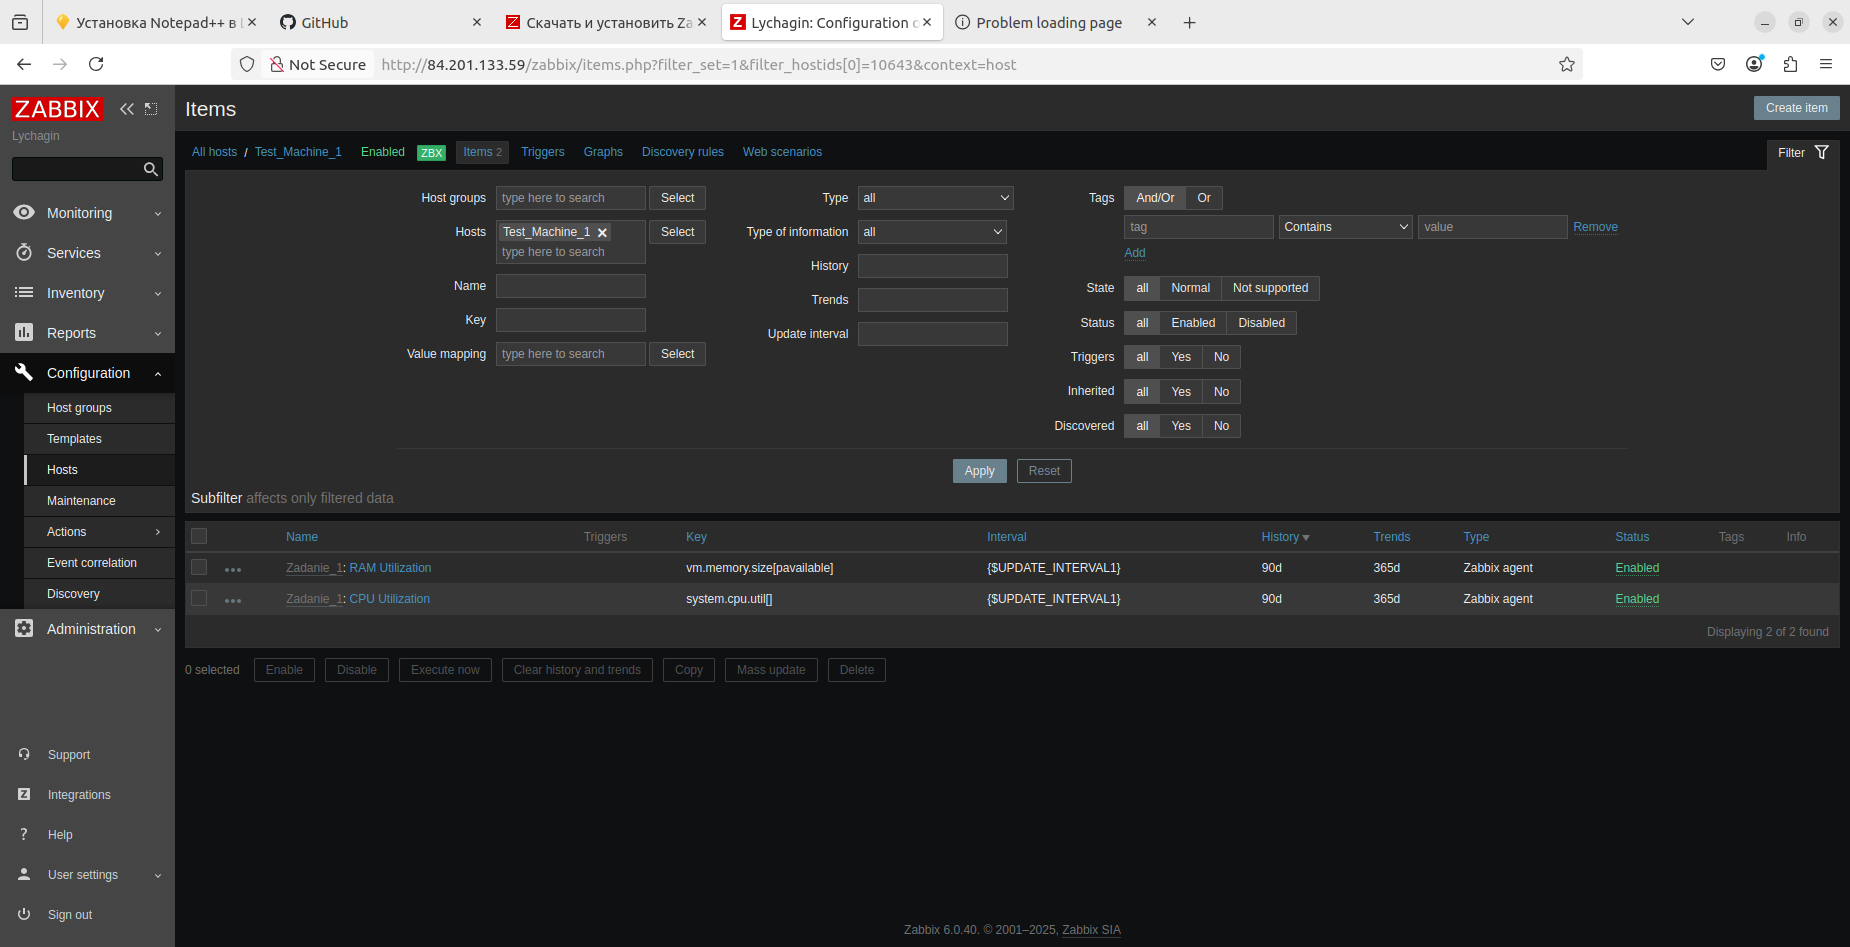 Установка Notepad++ в L
GitHub
Скачать и установить Za
Lychagin: Configuration o
Problem loading page
Not Secure
http://84.201.133.59/zabbix/items.php?filter_set=1&filter_hostids[0]=10643&context=host
ZABBIX
Lychagin
Monitoring
Services
Inventory
Reports
Configuration
Host groups
Templates
Hosts
Maintenance
Actions
Event correlation
Discovery
Administration
Support
Integrations
Help
User settings
Sign out
Items
Create item
All hosts / Test_Machine_1 Enabled ZBX Items 2 Triggers Graphs Discovery rules Web scenarios
Filter
Host groups type here to search Select
Hosts Test_Machine_1 Select
type here to search
Name
Key
Value mapping type here to search Select
Type all
Type of information all
History
Trends
Update interval
Tags And/Or Or
tag Contains value Remove
Add
State all Normal Not supported
Status all Enabled Disabled
Triggers all Yes No
Inherited all Yes No
Discovered all Yes No
Apply Reset
Subfilter affects only filtered data
Name Triggers Key Interval History Trends Type Status Tags Info
Zadanie_1: RAM Utilization vm.memory.size[pavailable] {$UPDATE_INTERVAL1} 90d 365d Zabbix agent Enabled
Zadanie_1: CPU Utilization system.cpu.util[] {$UPDATE_INTERVAL1} 90d 365d Zabbix agent Enabled
Displaying 2 of 2 found
0 selected Enable Disable Execute now Clear history and trends Copy Mass update Delete
Zabbix 6.0.40. © 2001–2025, Zabbix SIA